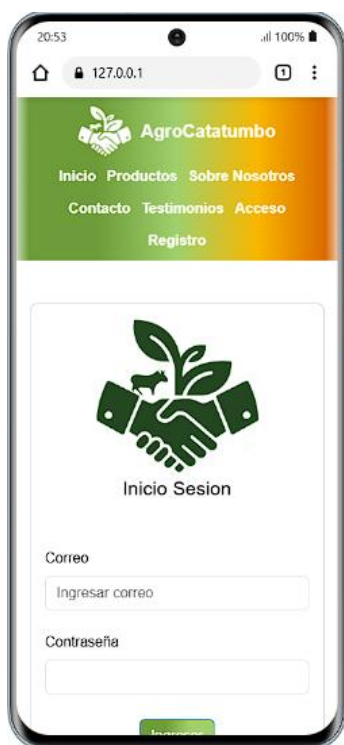 20:53 100%
127.0.0.1 1
AgroCatatumbo
Inicio Productos Sobre Nosotros
Contacto Testimonios Acceso
Registro
Inicio Sesion
Correo
Ingresar correo
Contraseña
Ingresar